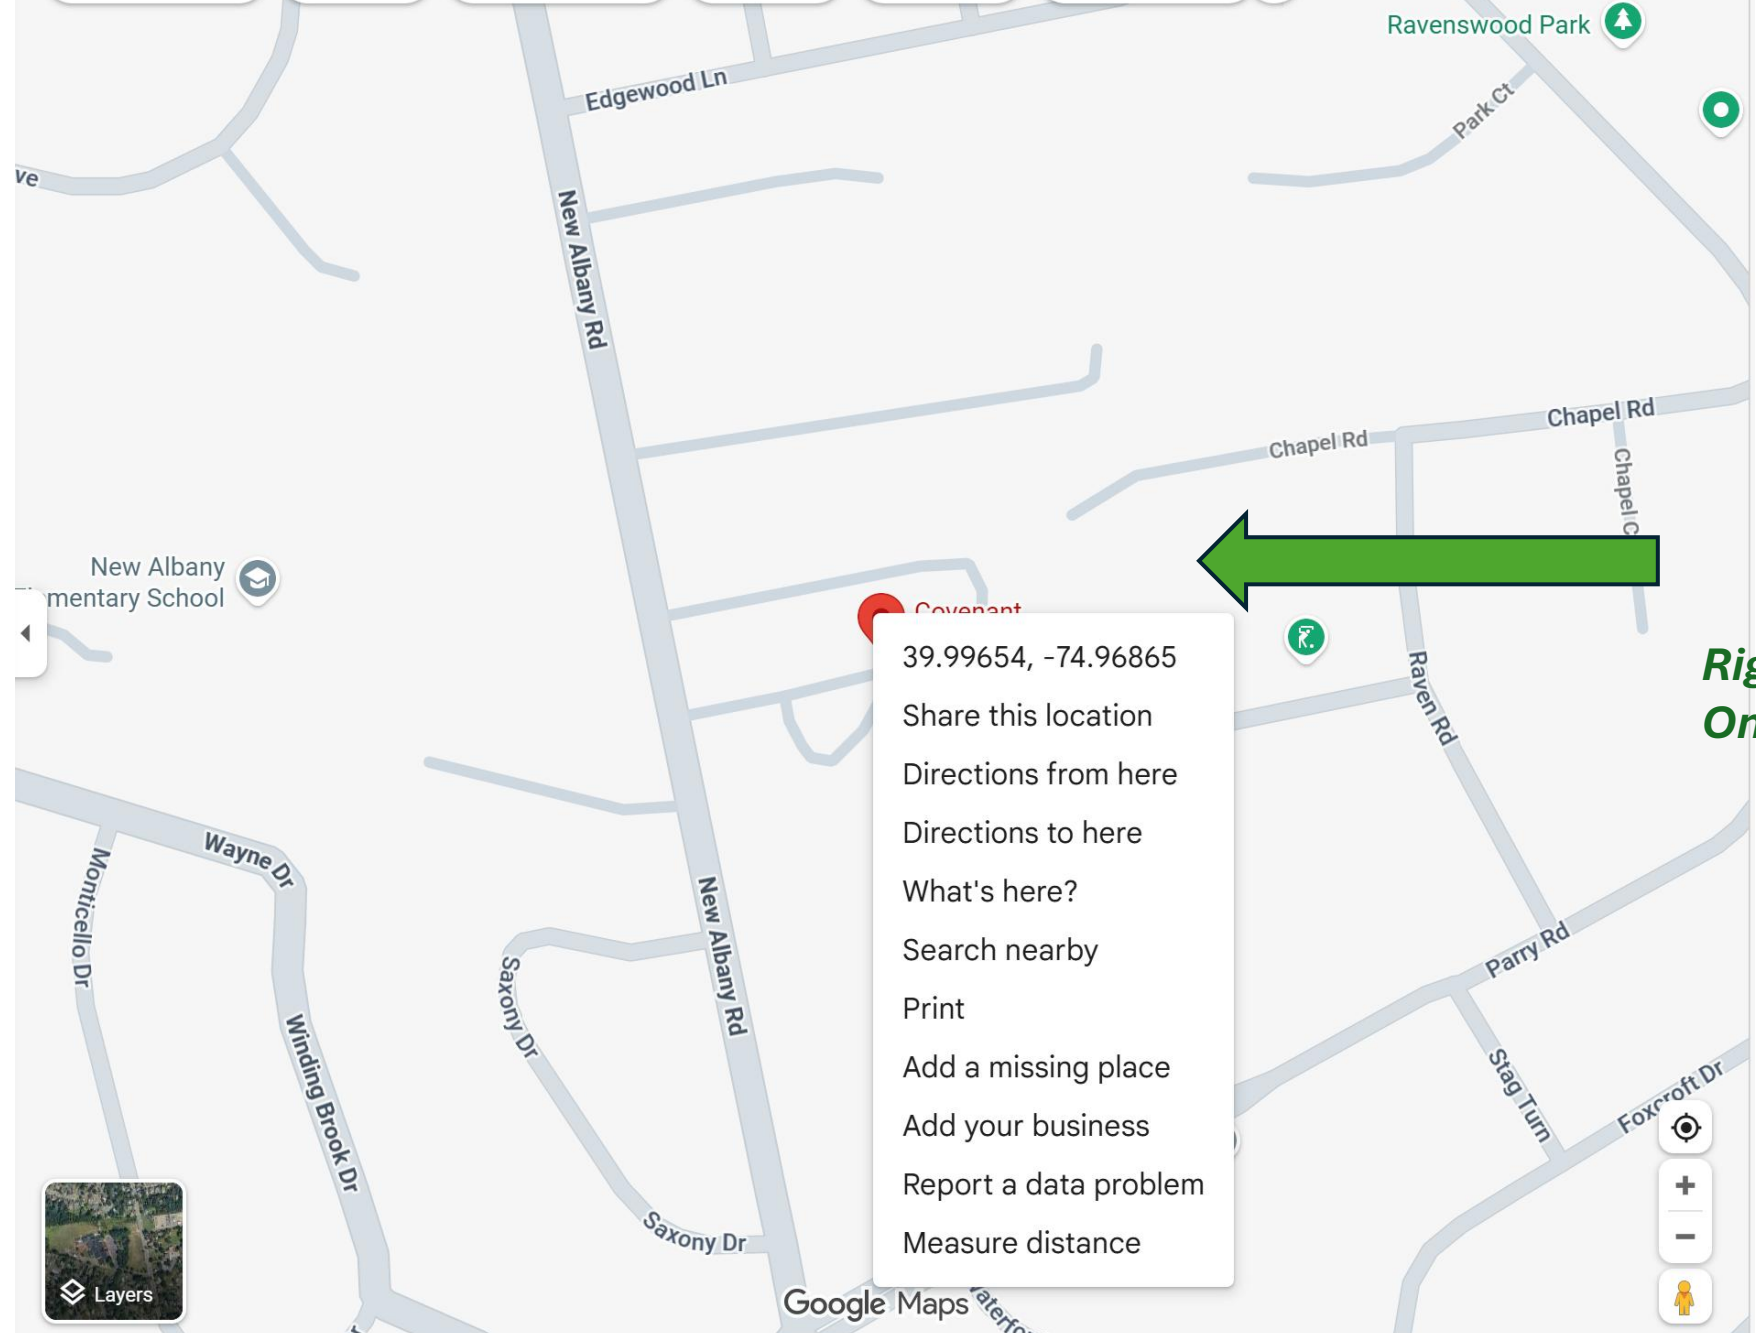 Ravenswood Park
Edgewood Ln
Park Ct
ve
New Albany Rd
Chapel Rd
Chapel Rd
Chapel C
New Albany
mentary School
Covenant
39.99654, -74.96865
Share this location
Directions from here
Directions to here
What's here?
Search nearby
Print
Add a missing place
Add your business
Report a data problem
Measure distance
Raven Rd
Rig
On
Wayne Dr
Monticello Dr
New Albany Rd
Parry Rd
Saxony Dr
Winding Brook Dr
Stag Turn
Foxcroft Dr
Saxony Dr
Layers
Google Maps